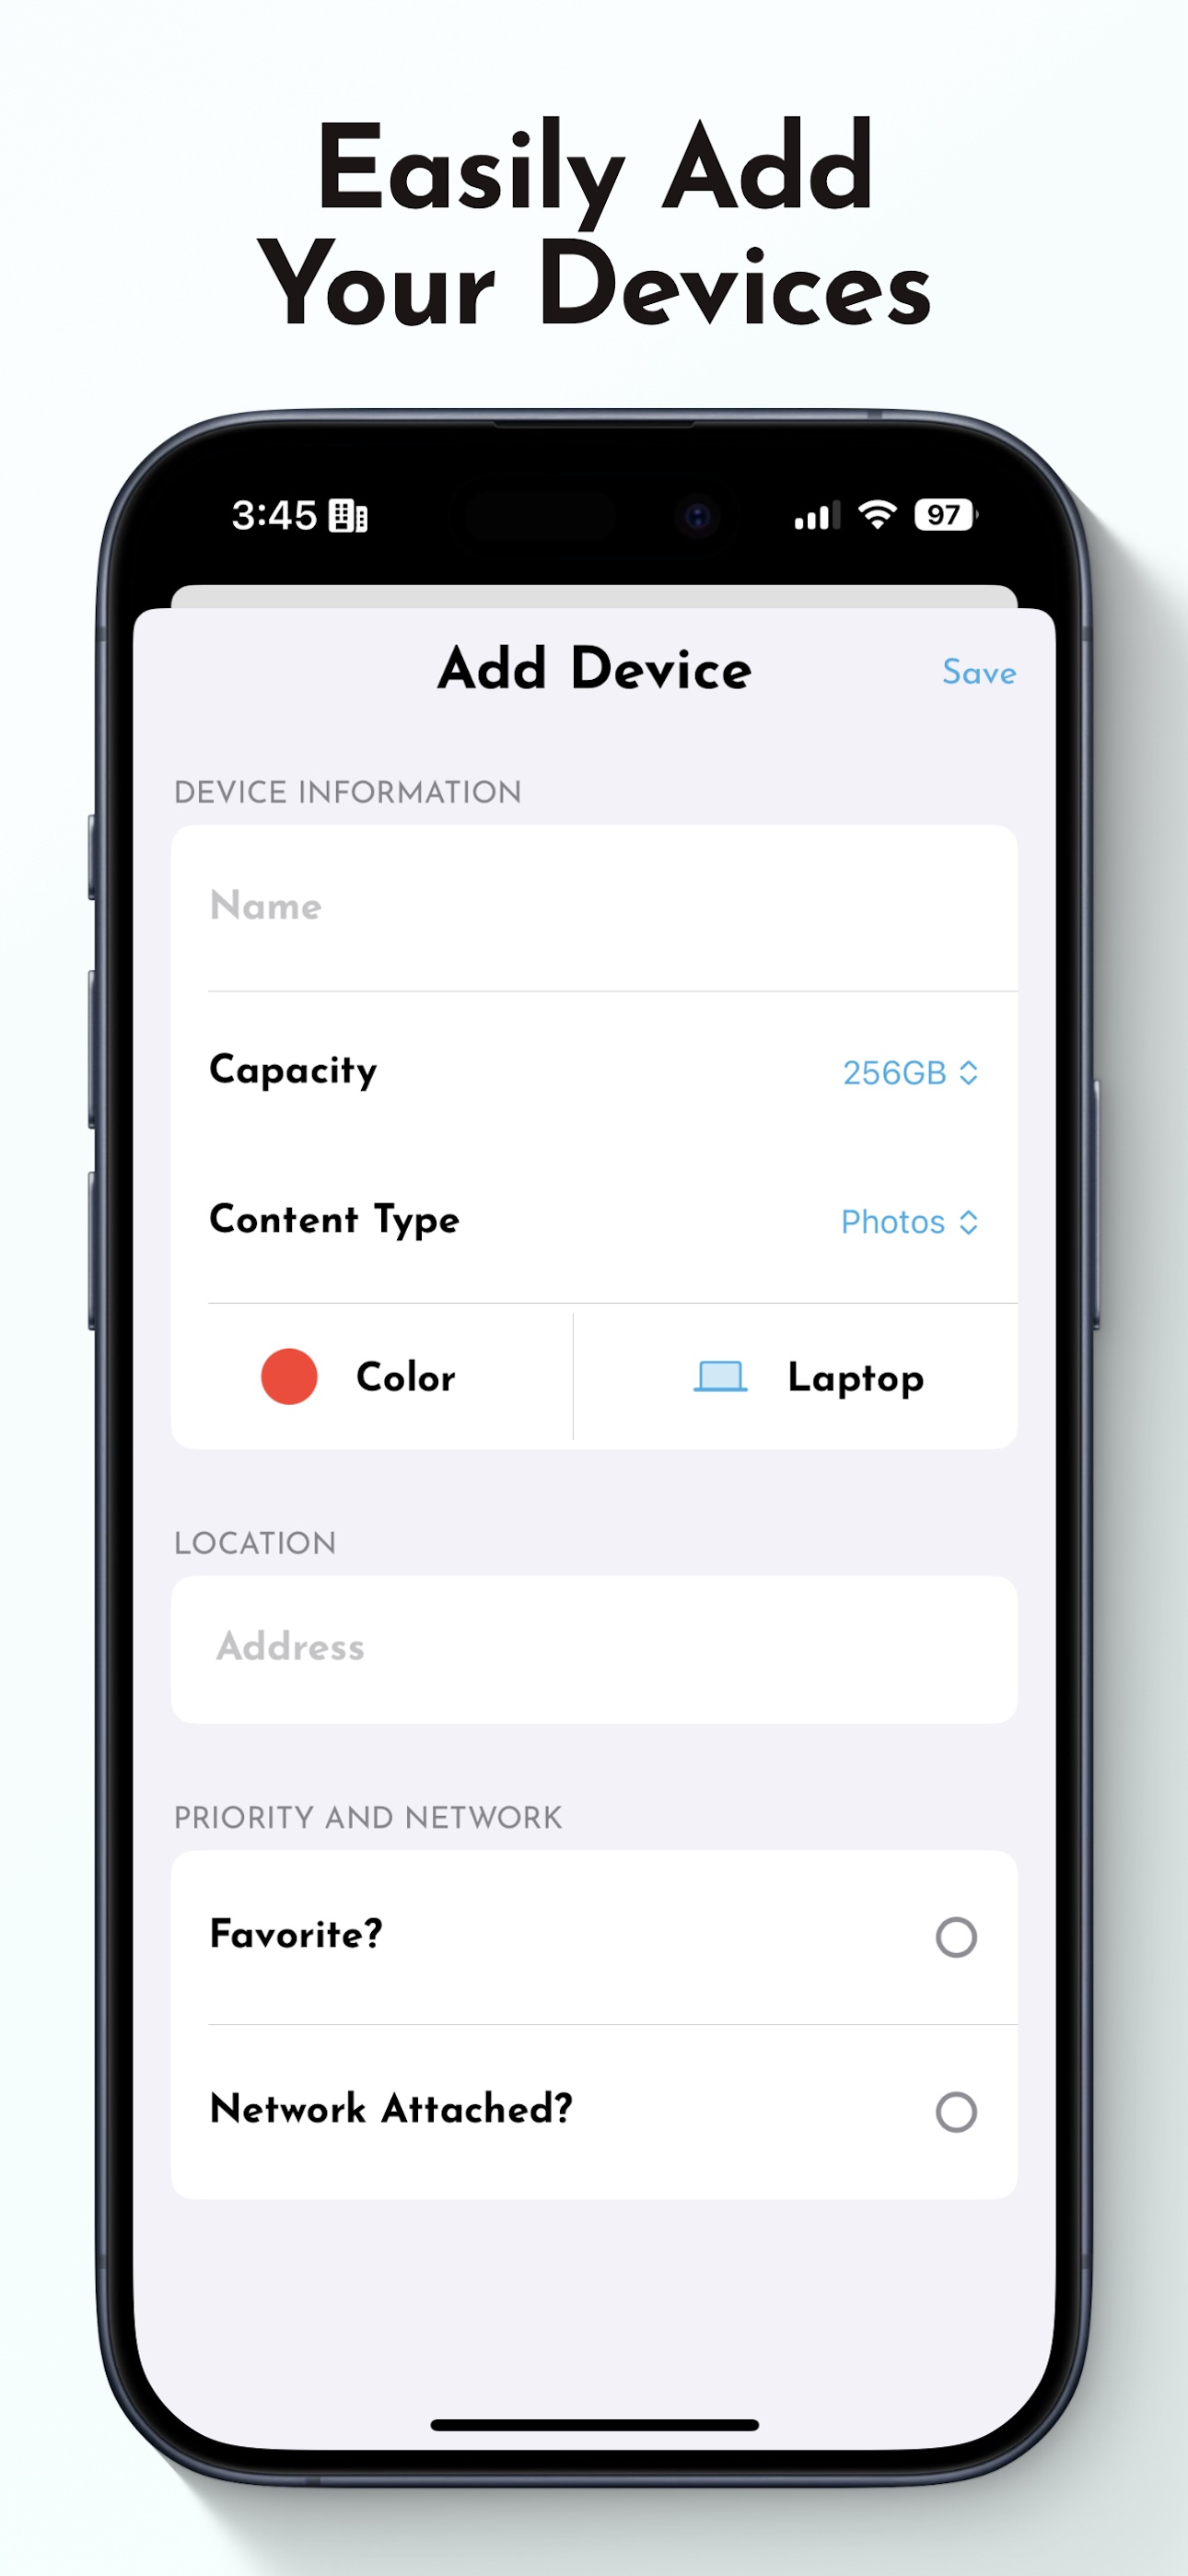 Easily Add
Your Devices
3:45
97
Add Device
Save
DEVICE INFORMATION
Name
Capacity
256GB
Content Type
Photos
Color
Laptop
LOCATION
Address
PRIORITY AND NETWORK
Favorite?
Network Attached?